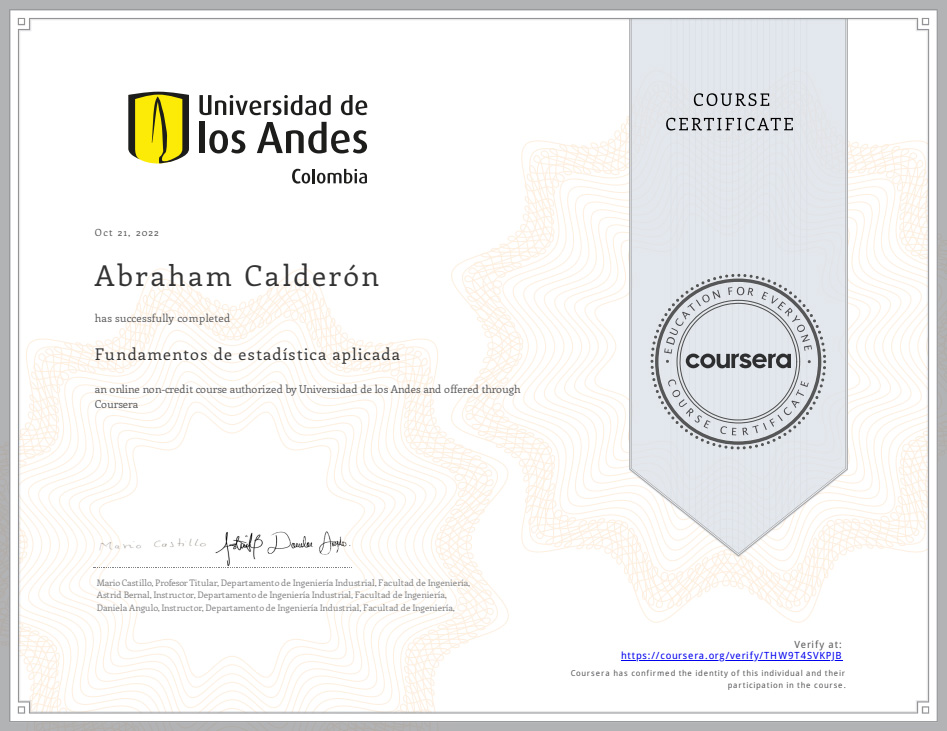 Universidad de
los Andes
Colombia
COURSE
CERTIFICATE
Oct 21, 2022
Abraham Calderón
has successfully completed
Fundamentos de estadística aplicada
an online non-credit course authorized by Universidad de los Andes and offered through
Coursera
EDUCATION FOR EVERYONE
coursera
COURSE CERTIFICATE
Mario Castillo
Mario Castillo, Profesor Titular, Departamento de Ingeniería Industrial, Facultad de Ingeniería,
Astrid Bernal, Instructor, Departamento de Ingeniería Industrial, Facultad de Ingeniería,
Daniela Angulo, Instructor, Departamento de Ingeniería Industrial, Facultad de Ingeniería,
Verify at:
https://coursera.org/verify/THW9T4SVKPJB
Coursera has confirmed the identity of this individual and their
participation in the course.